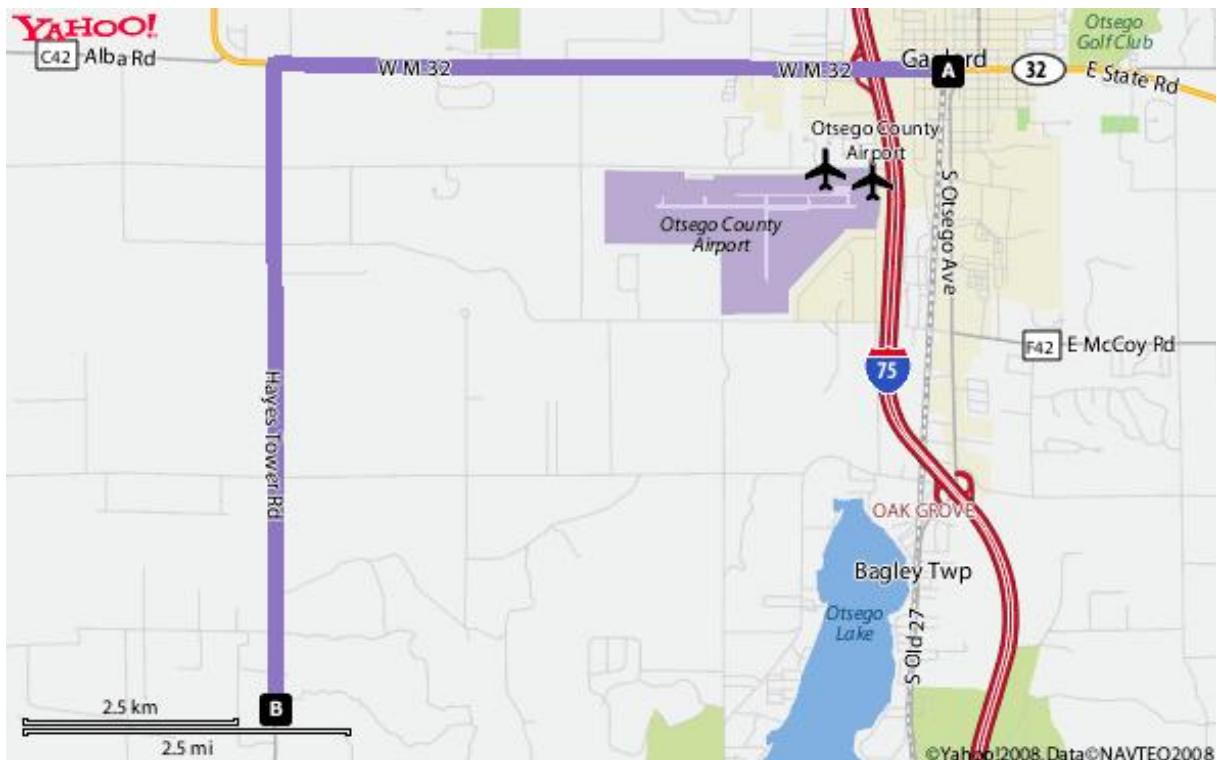 YAHOO!
C42 Alba Rd
W M 32
W M 32
A
32
E State Rd
Otsego
Golf Club
Otsego County
Airport
Otsego County
Airport
S Otsego Ave
F42 E McCoy Rd
75
Hayes Tower Rd
OAK GROVE
Bagley Twp
Otsego
Lake
S Old 27
B
2.5 km
2.5 mi
©Yahoo!2008, Data©NAVTEQ2008